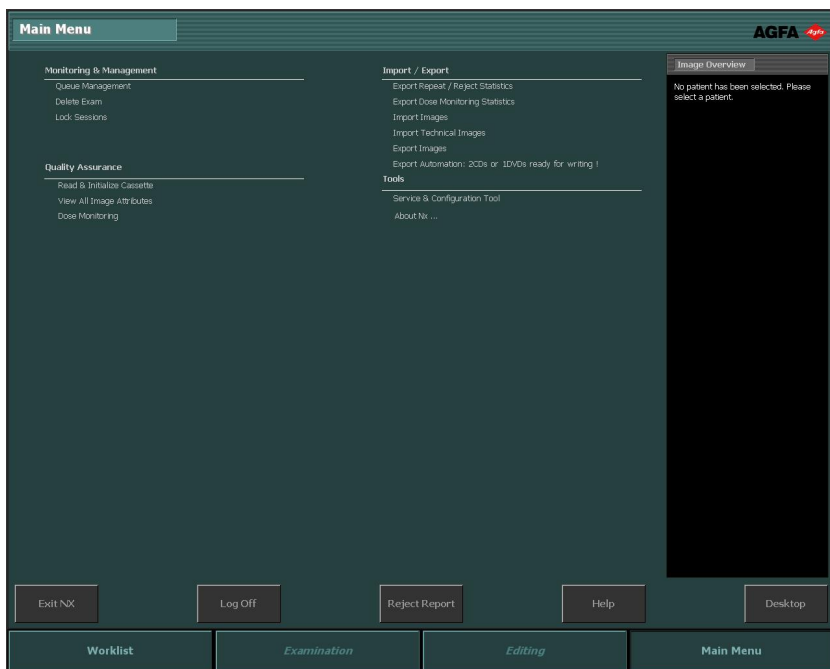 Main Menu
AGFA
Agfa
Monitoring & Management
Queue Management
Delete Exam
Lock Sessions
Quality Assurance
Read & Initialize Cassette
View All Image Attributes
Dose Monitoring
Import / Export
Export Repeat / Reject Statistics
Export Dose Monitoring Statistics
Import Images
Import Technical Images
Export Images
Export Automation: 2CDs or 1DVDs ready for writing !
Tools
Service & Configuration Tool
About Nx ...
Image Overview
No patient has been selected. Please
select a patient.
Exit NX
Log Off
Reject Report
Help
Desktop
Worklist
Examination
Editing
Main Menu